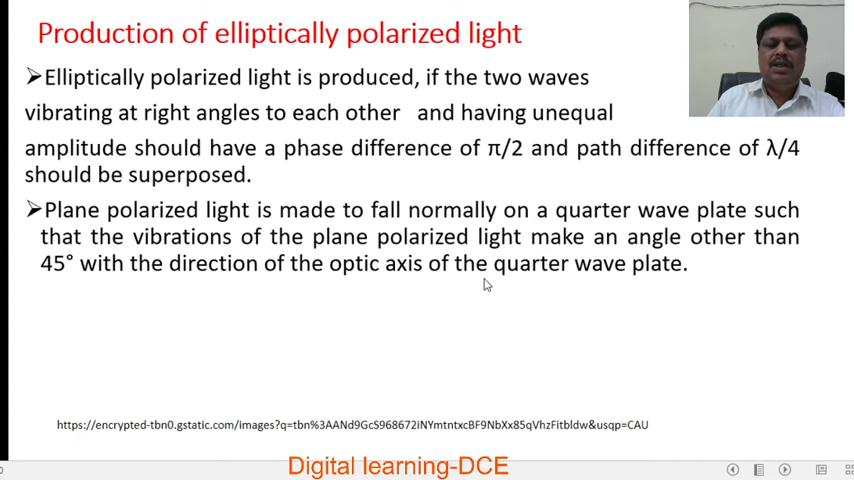 Production of elliptically polarized light
➢Elliptically polarized light is produced, if the two waves
vibrating at right angles to each other and having unequal
amplitude should have a phase difference of π/2 and path difference of λ/4
should be superposed.
➢Plane polarized light is made to fall normally on a quarter wave plate such
that the vibrations of the plane polarized light make an angle other than
45° with the direction of the optic axis of the quarter wave plate.
https://encrypted-tbn0.gstatic.com/images?q=tbn%3AANd9GcS968672iNYmtntxcBF9NbXx85qVhzFitbldw&usqp=CAU
Digital learning-DCE